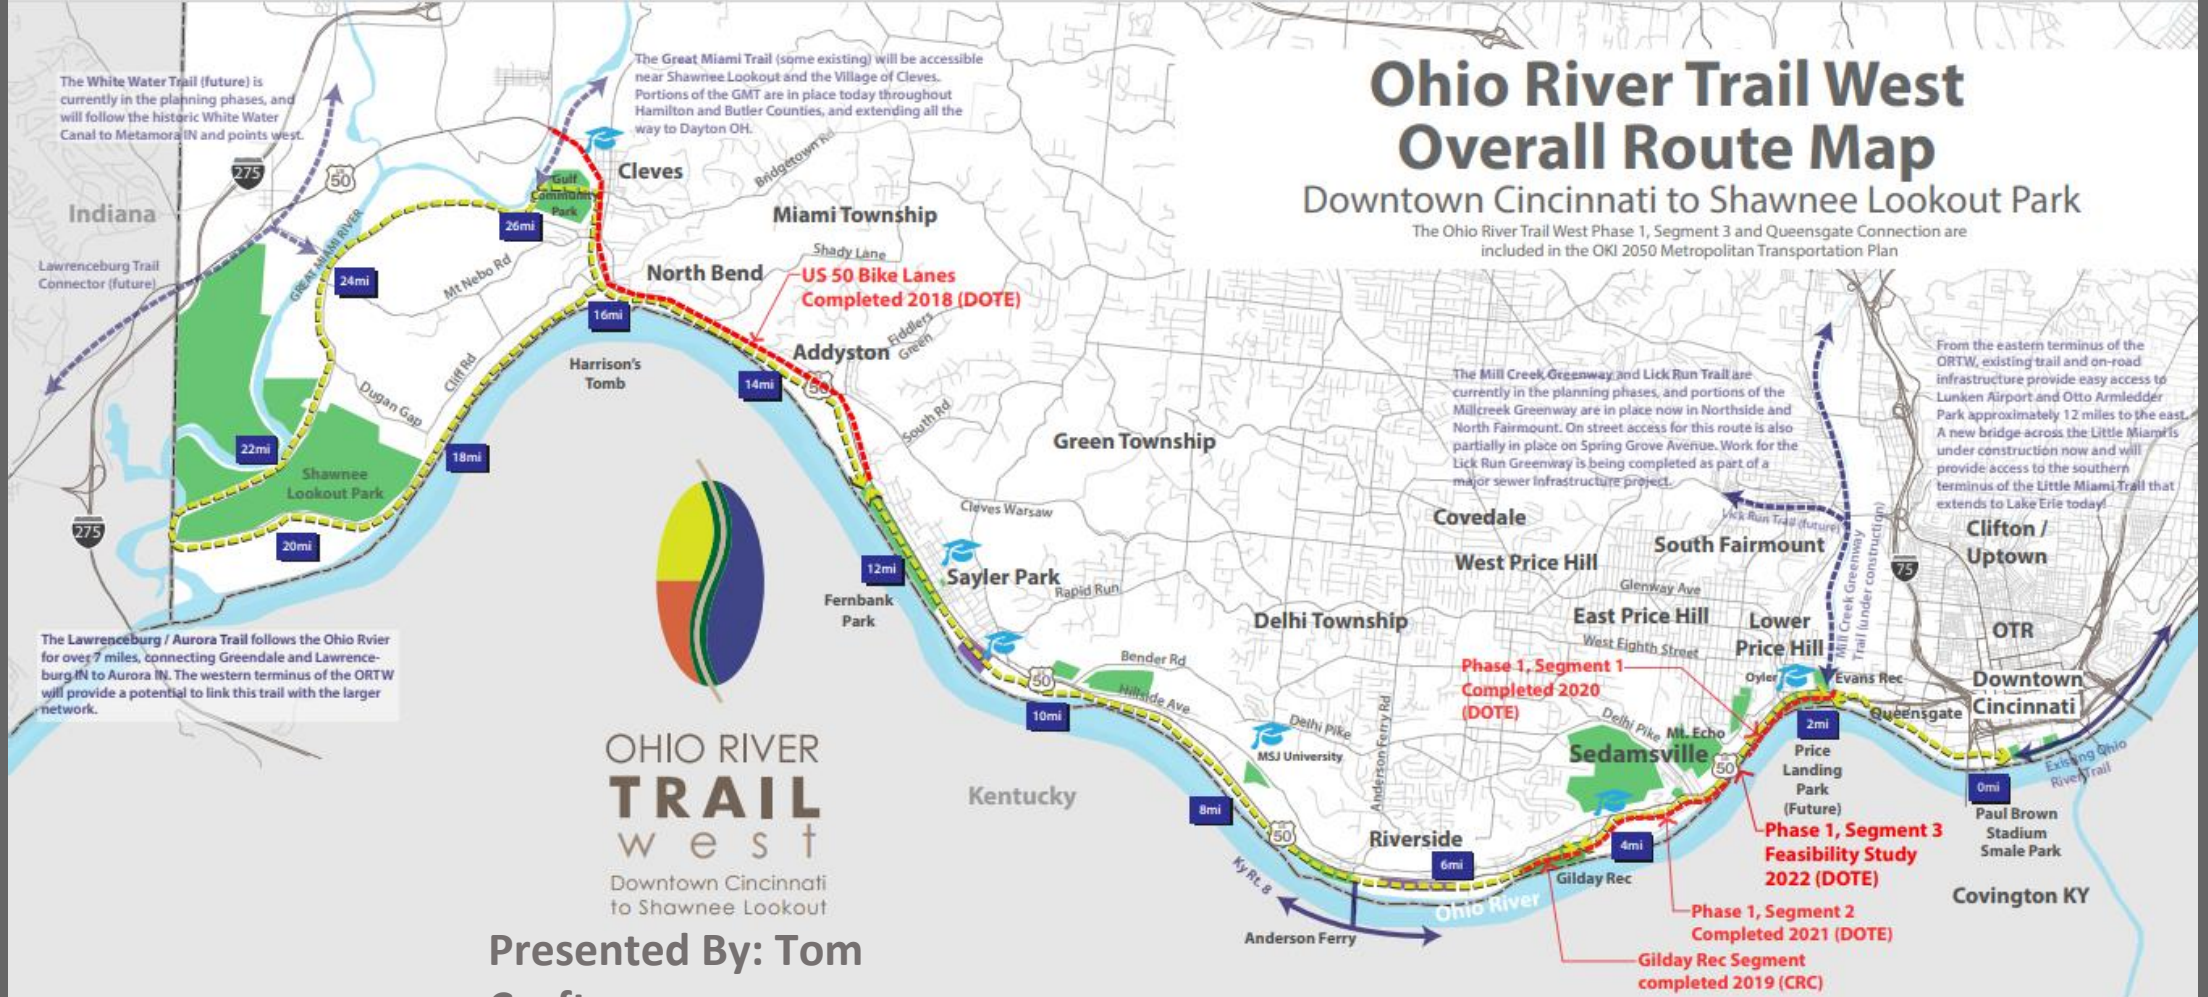 Ohio River Trail West
Overall Route Map
Downtown Cincinnati to Shawnee Lookout Park
The Ohio River Trail West Phase 1, Segment 3 and Queensgate Connection are
included in the OKI 2050 Metropolitan Transportation Plan
The White Water Trail (future) is
currently in the planning phases, and
will follow the historic White Water
Canal to Metamora IN and points west.
The Great Miami Trail (some existing) will be accessible
near Shawnee Lookout and the Village of Cleves.
Portions of the GMT are in place today throughout
Hamilton and Butler Counties, and extending all the
way to Dayton OH.
275
US
50
Indiana
Lawrenceburg Trail
Connector (future)
GREAT MIAMI RIVER
Gulf
Community
Park
Cleves
Bridgetown Rd
Miami Township
26mi
24mi
Mt Nebo Rd
Shady Lane
North Bend
US 50 Bike Lanes
Completed 2018 (DOTE)
16mi
Harrison's
Tomb
Fiddlers
Green
Addyston
14mi
50
Cliff Rd
Dugan Gap
South Rd
22mi
18mi
Shawnee
Lookout Park
275
20mi
Green Township
Cleves Warsaw
12mi
Sayler Park
Rapid Run
Fernbank
Park
The Lawrenceburg / Aurora Trail follows the Ohio Rvier
for over 7 miles, connecting Greendale and Lawrence-
burg IN to Aurora IN. The western terminus of the ORTW
will provide a potential to link this trail with the larger
network.
The Mill Creek Greenway and Lick Run Trail are
currently in the planning phases, and portions of the
Millcreek Greenway are in place now in Northside and
North Fairmount. On street access for this route is also
partially in place on Spring Grove Avenue. Work for the
Lick Run Greenway is being completed as part of a
major sewer Infrastructure project.
From the eastern terminus of the
ORTW, existing trail and on-road
infrastructure provide easy access to
Lunken Airport and Otto Armledder
Park approximately 12 miles to the east.
A new bridge across the Little Miami is
under construction now and will
provide access to the southern
terminus of the Little Miami Trail that
extends to Lake Erie today!
Lick Run Trail (future)
Mill Creek Greenway
Trail (under construction)
75
Clifton /
Uptown
Covedale
South Fairmount
West Price Hill
Glenway Ave
East Price Hill
West Eighth Street
Lower
Price Hill
OTR
Delhi Township
Bender Rd
50
Hillside Ave
10mi
Delhi Pike
MSJ University
Anderson Ferry Rd
Phase 1, Segment 1
Completed 2020
(DOTE)
Oyler
Evans Rec
Queensgate
Downtown
Cincinnati
Delhi Pike
Mt. Echo
Sedamsville
50
2mi
Price
Landing
Park
(Future)
Existing Ohio
River Trail
0mi
Paul Brown
Stadium
Smale Park
Kentucky
8mi
50
Riverside
6mi
4mi
Gilday Rec
Phase 1, Segment 3
Feasibility Study
2022 (DOTE)
Covington KY
Ky Rt. 8
Ohio River
Anderson Ferry
Phase 1, Segment 2
Completed 2021 (DOTE)
Gilday Rec Segment
completed 2019 (CRC)
OHIO RIVER
TRAIL
west
Downtown Cincinnati
to Shawnee Lookout
Presented By: Tom